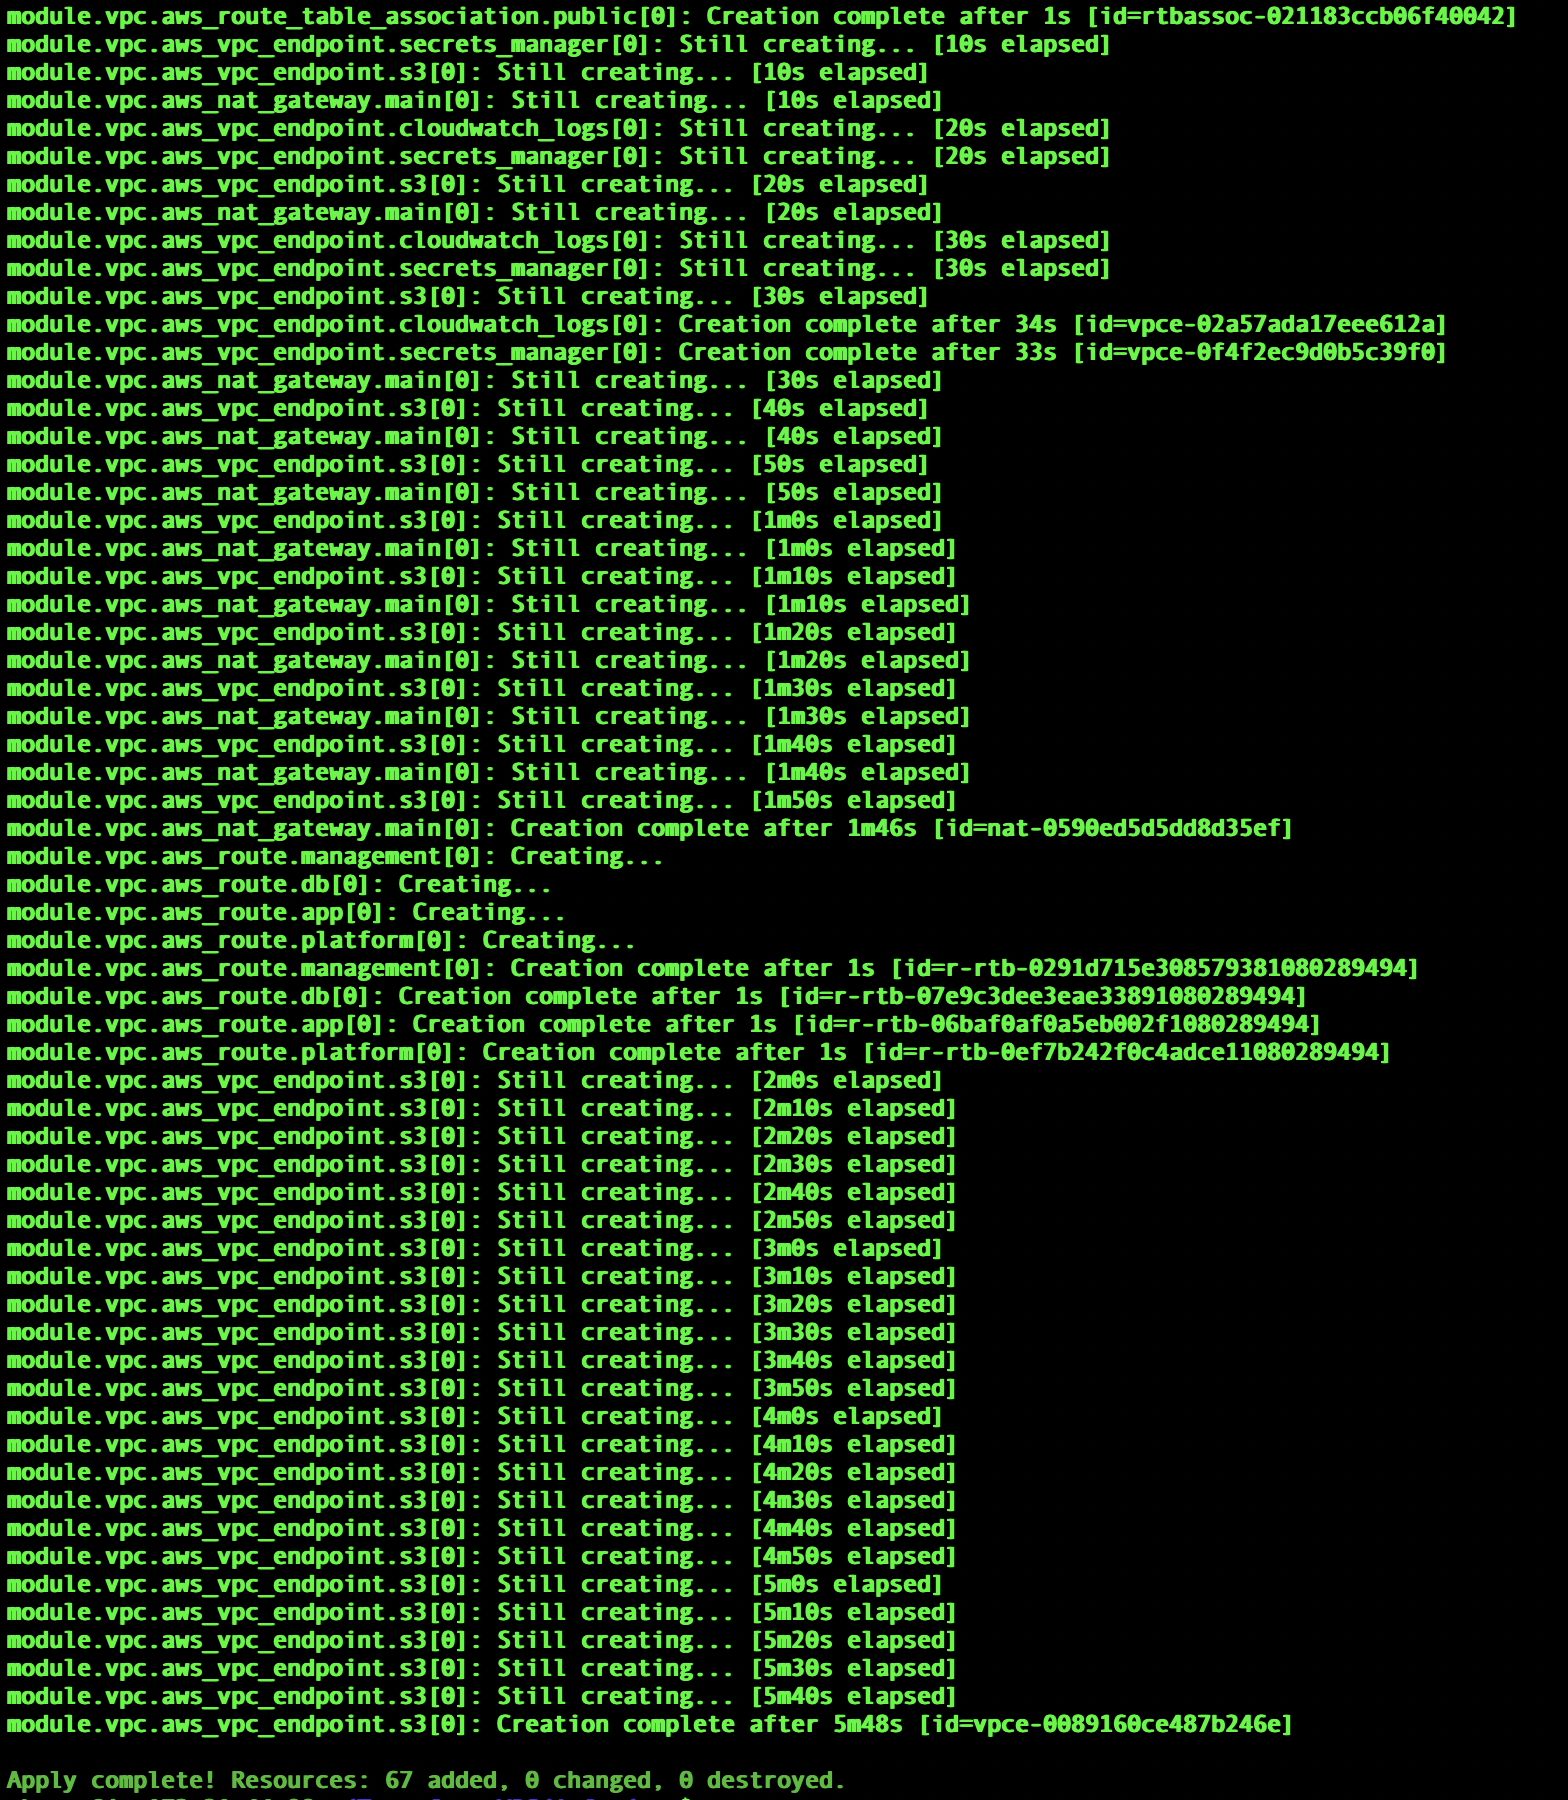 module.vpc.aws_route_table_association.public[0]: Creation complete after 1s [id=rtbassoc-021183ccb06f40042]
module.vpc.aws_vpc_endpoint.secrets_manager[0]: Still creating... [10s elapsed]
module.vpc.aws_vpc_endpoint.s3[0]: Still creating... [10s elapsed]
module.vpc.aws_nat_gateway.main[0]: Still creating... [10s elapsed]
module.vpc.aws_vpc_endpoint.cloudwatch_logs[0]: Still creating... [20s elapsed]
module.vpc.aws_vpc_endpoint.secrets_manager[0]: Still creating... [20s elapsed]
module.vpc.aws_vpc_endpoint.s3[0]: Still creating... [20s elapsed]
module.vpc.aws_nat_gateway.main[0]: Still creating... [20s elapsed]
module.vpc.aws_vpc_endpoint.cloudwatch_logs[0]: Still creating... [30s elapsed]
module.vpc.aws_vpc_endpoint.secrets_manager[0]: Still creating... [30s elapsed]
module.vpc.aws_vpc_endpoint.s3[0]: Still creating... [30s elapsed]
module.vpc.aws_vpc_endpoint.cloudwatch_logs[0]: Creation complete after 34s [id=vpce-02a57ada17eee612a]
module.vpc.aws_vpc_endpoint.secrets_manager[0]: Creation complete after 33s [id=vpce-0f4f2ec9d0b5c39f0]
module.vpc.aws_nat_gateway.main[0]: Still creating... [30s elapsed]
module.vpc.aws_vpc_endpoint.s3[0]: Still creating... [40s elapsed]
module.vpc.aws_nat_gateway.main[0]: Still creating... [40s elapsed]
module.vpc.aws_vpc_endpoint.s3[0]: Still creating... [50s elapsed]
module.vpc.aws_nat_gateway.main[0]: Still creating... [50s elapsed]
module.vpc.aws_vpc_endpoint.s3[0]: Still creating... [1m0s elapsed]
module.vpc.aws_nat_gateway.main[0]: Still creating... [1m0s elapsed]
module.vpc.aws_vpc_endpoint.s3[0]: Still creating... [1m10s elapsed]
module.vpc.aws_nat_gateway.main[0]: Still creating... [1m10s elapsed]
module.vpc.aws_vpc_endpoint.s3[0]: Still creating... [1m20s elapsed]
module.vpc.aws_nat_gateway.main[0]: Still creating... [1m20s elapsed]
module.vpc.aws_vpc_endpoint.s3[0]: Still creating... [1m30s elapsed]
module.vpc.aws_nat_gateway.main[0]: Still creating... [1m30s elapsed]
module.vpc.aws_vpc_endpoint.s3[0]: Still creating... [1m40s elapsed]
module.vpc.aws_nat_gateway.main[0]: Still creating... [1m40s elapsed]
module.vpc.aws_vpc_endpoint.s3[0]: Still creating... [1m50s elapsed]
module.vpc.aws_nat_gateway.main[0]: Creation complete after 1m46s [id=nat-0590ed5d5dd8d35ef]
module.vpc.aws_route.management[0]: Creating...
module.vpc.aws_route.db[0]: Creating...
module.vpc.aws_route.app[0]: Creating...
module.vpc.aws_route.platform[0]: Creating...
module.vpc.aws_route.management[0]: Creation complete after 1s [id=r-rtb-0291d715e308579381080289494]
module.vpc.aws_route.db[0]: Creation complete after 1s [id=r-rtb-07e9c3dee3eae33891080289494]
module.vpc.aws_route.app[0]: Creation complete after 1s [id=r-rtb-06baf0af0a5eb002f1080289494]
module.vpc.aws_route.platform[0]: Creation complete after 1s [id=r-rtb-0ef7b242f0c4adce11080289494]
module.vpc.aws_vpc_endpoint.s3[0]: Still creating... [2m0s elapsed]
module.vpc.aws_vpc_endpoint.s3[0]: Still creating... [2m10s elapsed]
module.vpc.aws_vpc_endpoint.s3[0]: Still creating... [2m20s elapsed]
module.vpc.aws_vpc_endpoint.s3[0]: Still creating... [2m30s elapsed]
module.vpc.aws_vpc_endpoint.s3[0]: Still creating... [2m40s elapsed]
module.vpc.aws_vpc_endpoint.s3[0]: Still creating... [2m50s elapsed]
module.vpc.aws_vpc_endpoint.s3[0]: Still creating... [3m0s elapsed]
module.vpc.aws_vpc_endpoint.s3[0]: Still creating... [3m10s elapsed]
module.vpc.aws_vpc_endpoint.s3[0]: Still creating... [3m20s elapsed]
module.vpc.aws_vpc_endpoint.s3[0]: Still creating... [3m30s elapsed]
module.vpc.aws_vpc_endpoint.s3[0]: Still creating... [3m40s elapsed]
module.vpc.aws_vpc_endpoint.s3[0]: Still creating... [3m50s elapsed]
module.vpc.aws_vpc_endpoint.s3[0]: Still creating... [4m0s elapsed]
module.vpc.aws_vpc_endpoint.s3[0]: Still creating... [4m10s elapsed]
module.vpc.aws_vpc_endpoint.s3[0]: Still creating... [4m20s elapsed]
module.vpc.aws_vpc_endpoint.s3[0]: Still creating... [4m30s elapsed]
module.vpc.aws_vpc_endpoint.s3[0]: Still creating... [4m40s elapsed]
module.vpc.aws_vpc_endpoint.s3[0]: Still creating... [4m50s elapsed]
module.vpc.aws_vpc_endpoint.s3[0]: Still creating... [5m0s elapsed]
module.vpc.aws_vpc_endpoint.s3[0]: Still creating... [5m10s elapsed]
module.vpc.aws_vpc_endpoint.s3[0]: Still creating... [5m20s elapsed]
module.vpc.aws_vpc_endpoint.s3[0]: Still creating... [5m30s elapsed]
module.vpc.aws_vpc_endpoint.s3[0]: Still creating... [5m40s elapsed]
module.vpc.aws_vpc_endpoint.s3[0]: Creation complete after 5m48s [id=vpce-0089160ce487b246e]
Apply complete! Resources: 67 added, 0 changed, 0 destroyed.